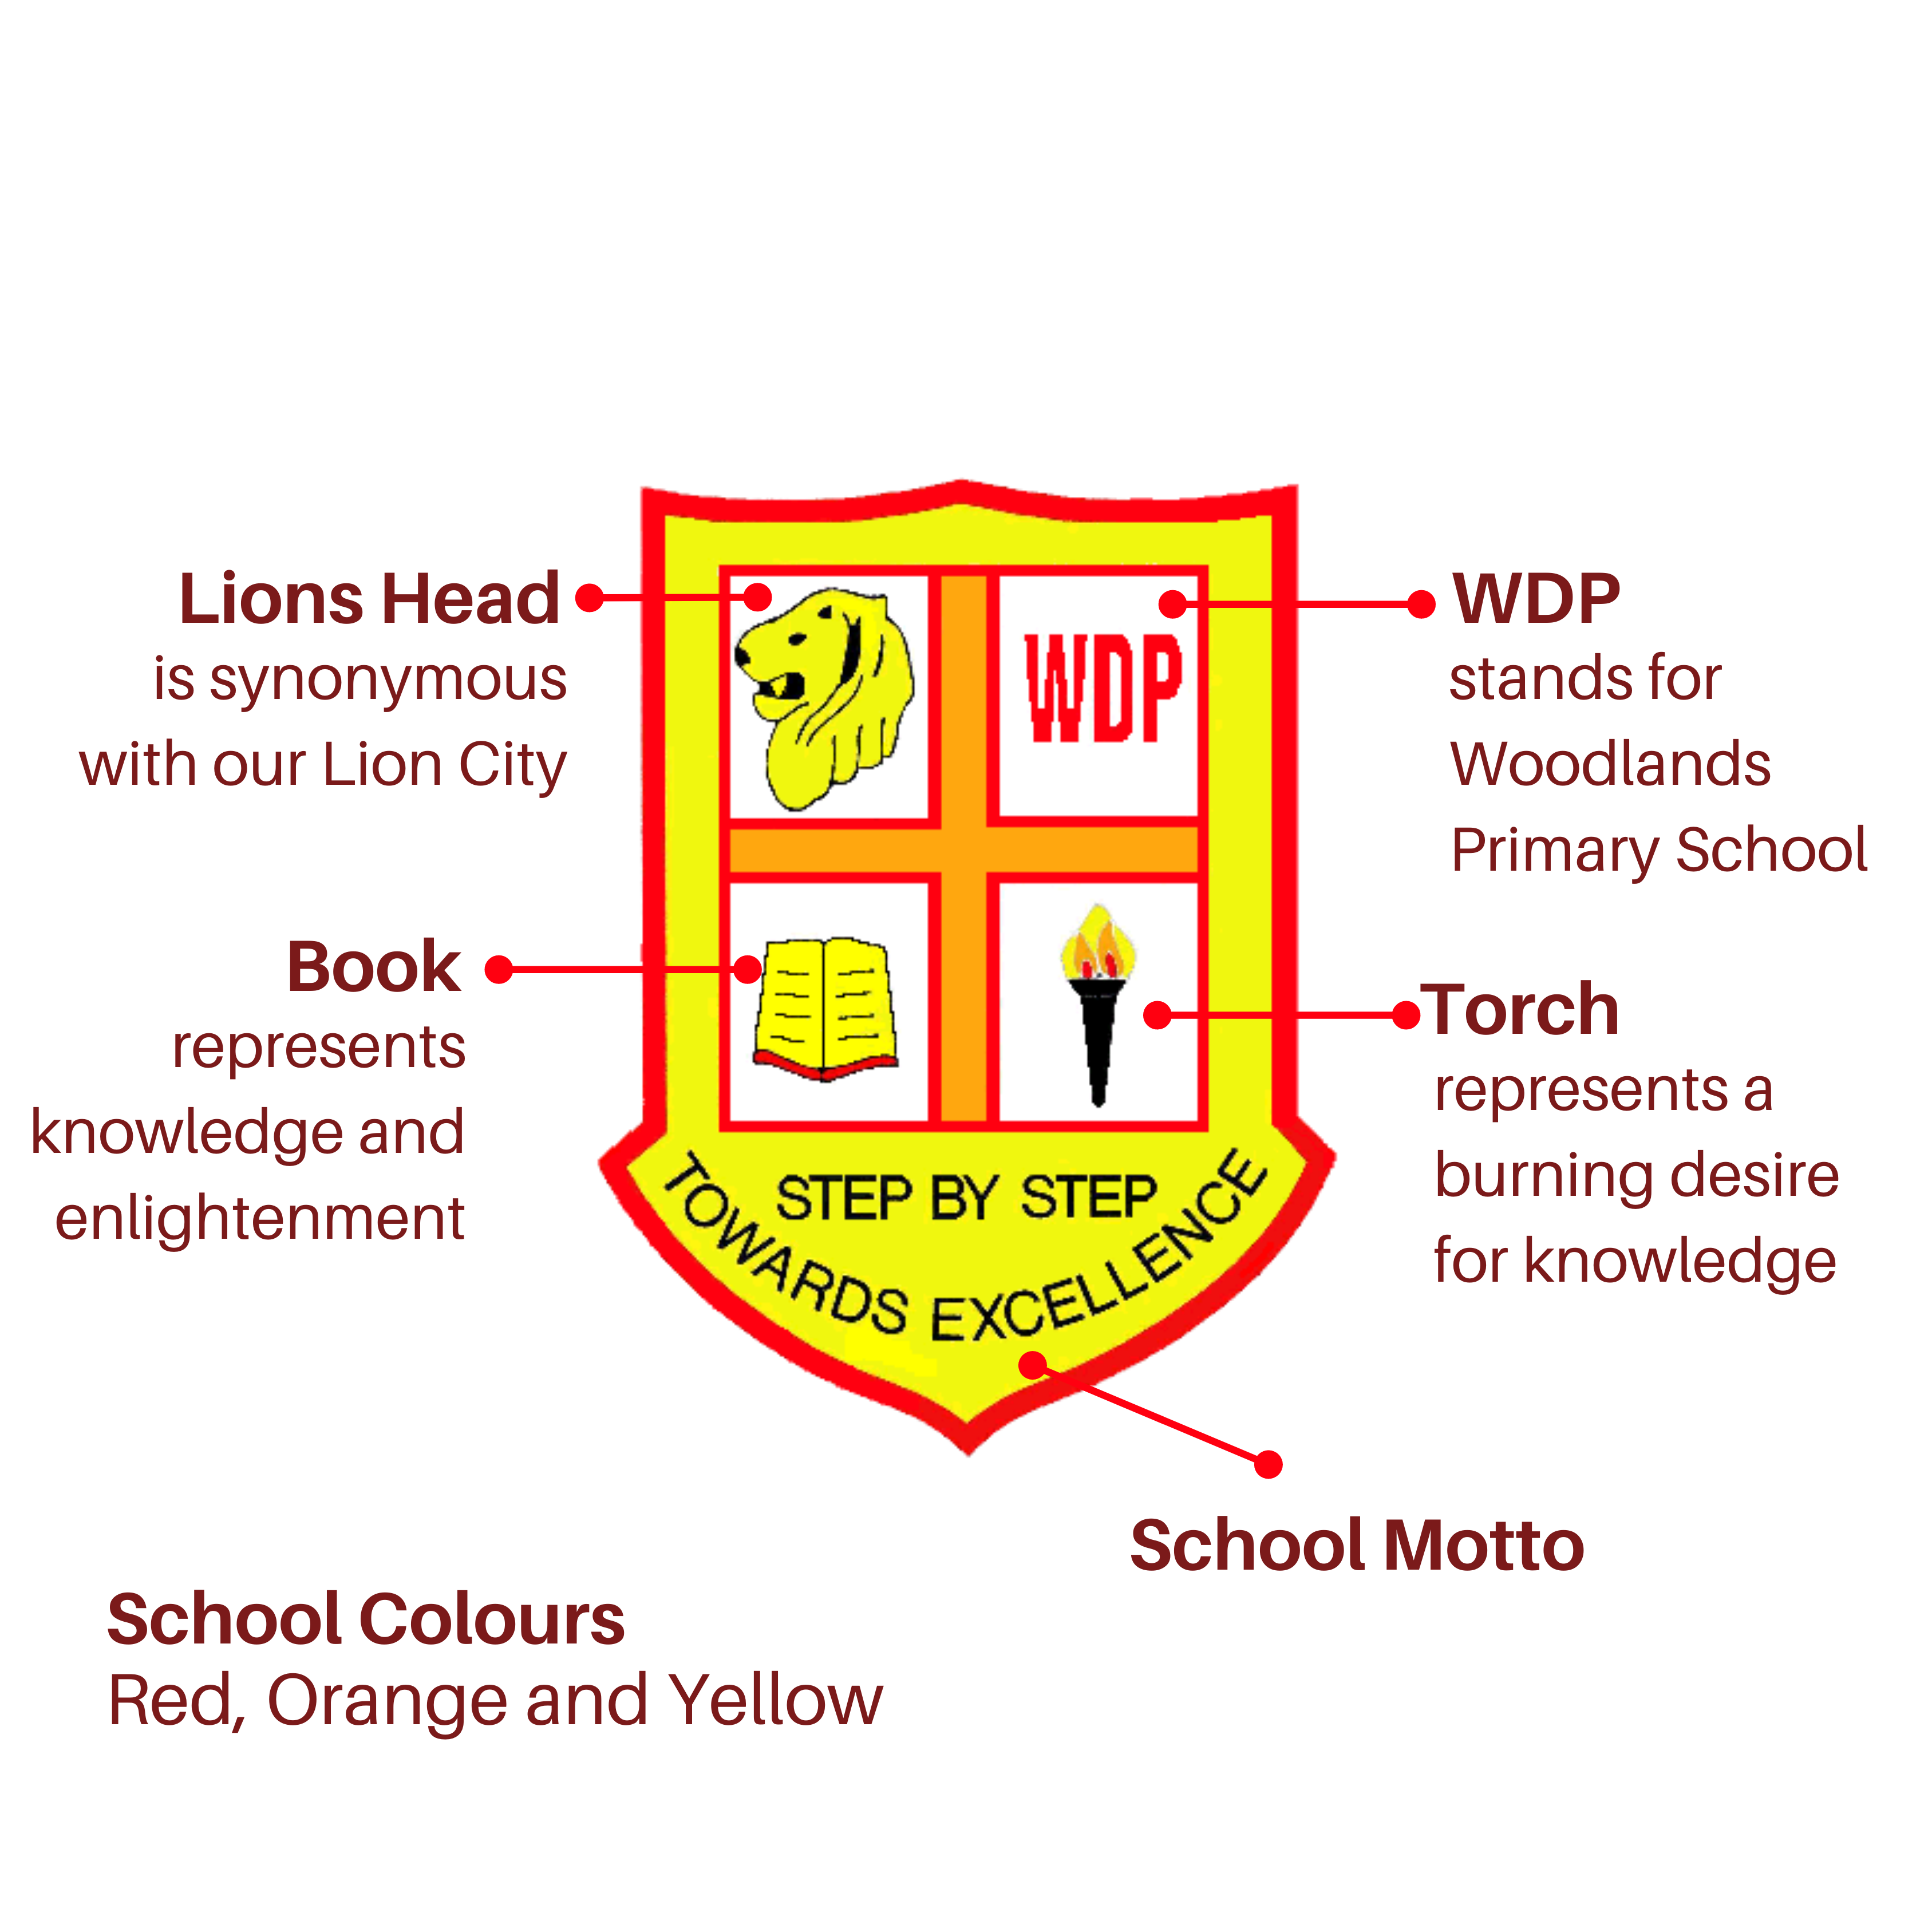 Lions Head
is synonymous
with our Lion City
WDP
stands for
Woodlands
Primary School
WDP
Book
represents
knowledge and
enlightenment
Torch
represents a
burning desire
for knowledge
STEP BY STEP
TOWARDS EXCELLENCE
School Motto
School Colours
Red, Orange and Yellow